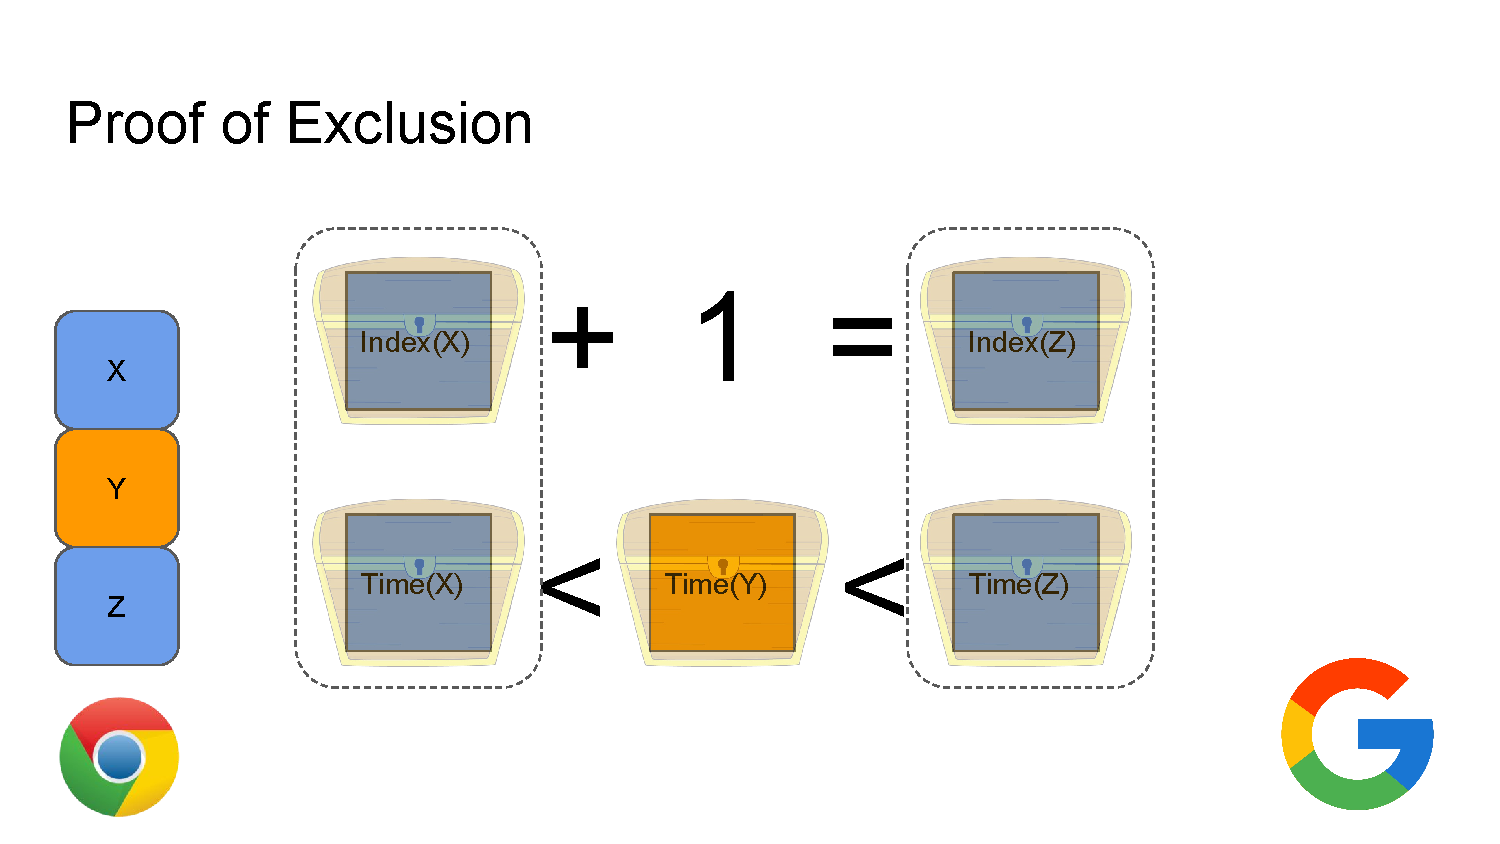 Proof of Exclusion
X
Y
Z
Index(X) + 1 = Index(Z)
Time(X) < Time(Y) < Time(Z)